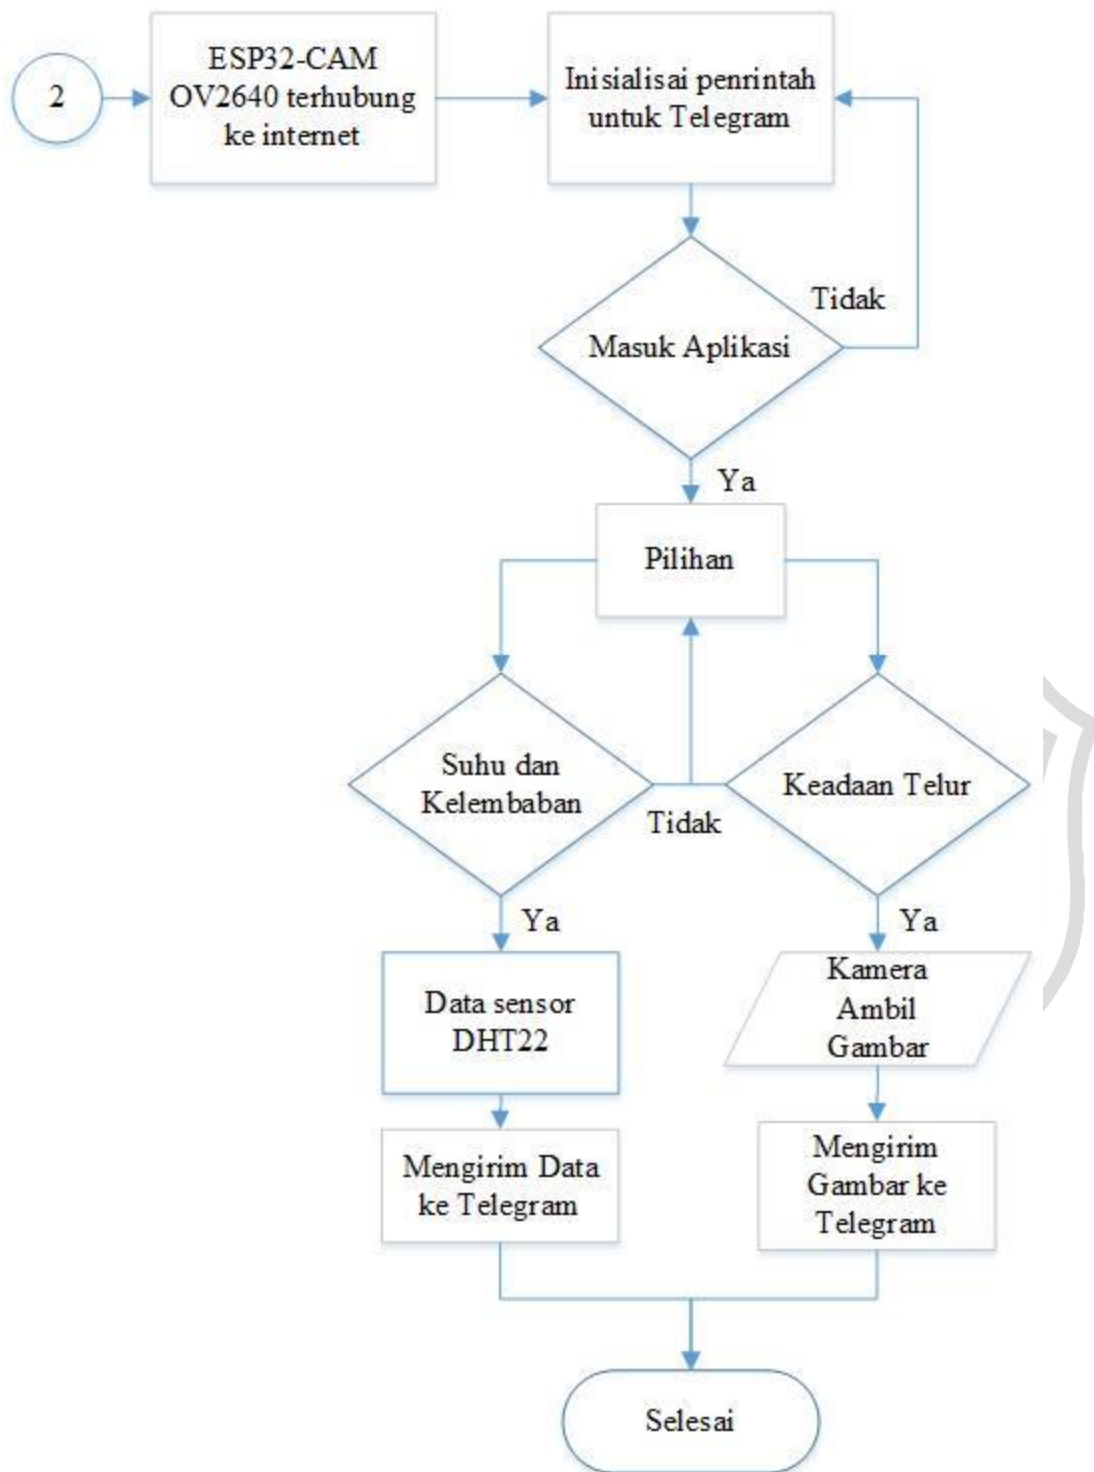 2
ESP32-CAM
OV2640 terhubung
ke internet
Inisialisai penrintah
untuk Telegram
Tidak
Masuk Aplikasi
Ya
Pilihan
Suhu dan
Kelembaban
Tidak
Keadaan Telur
Ya
Ya
Data sensor
DHT22
Kamera
Ambil
Gambar
Mengirim Data
ke Telegram
Mengirim
Gambar ke
Telegram
Selesai